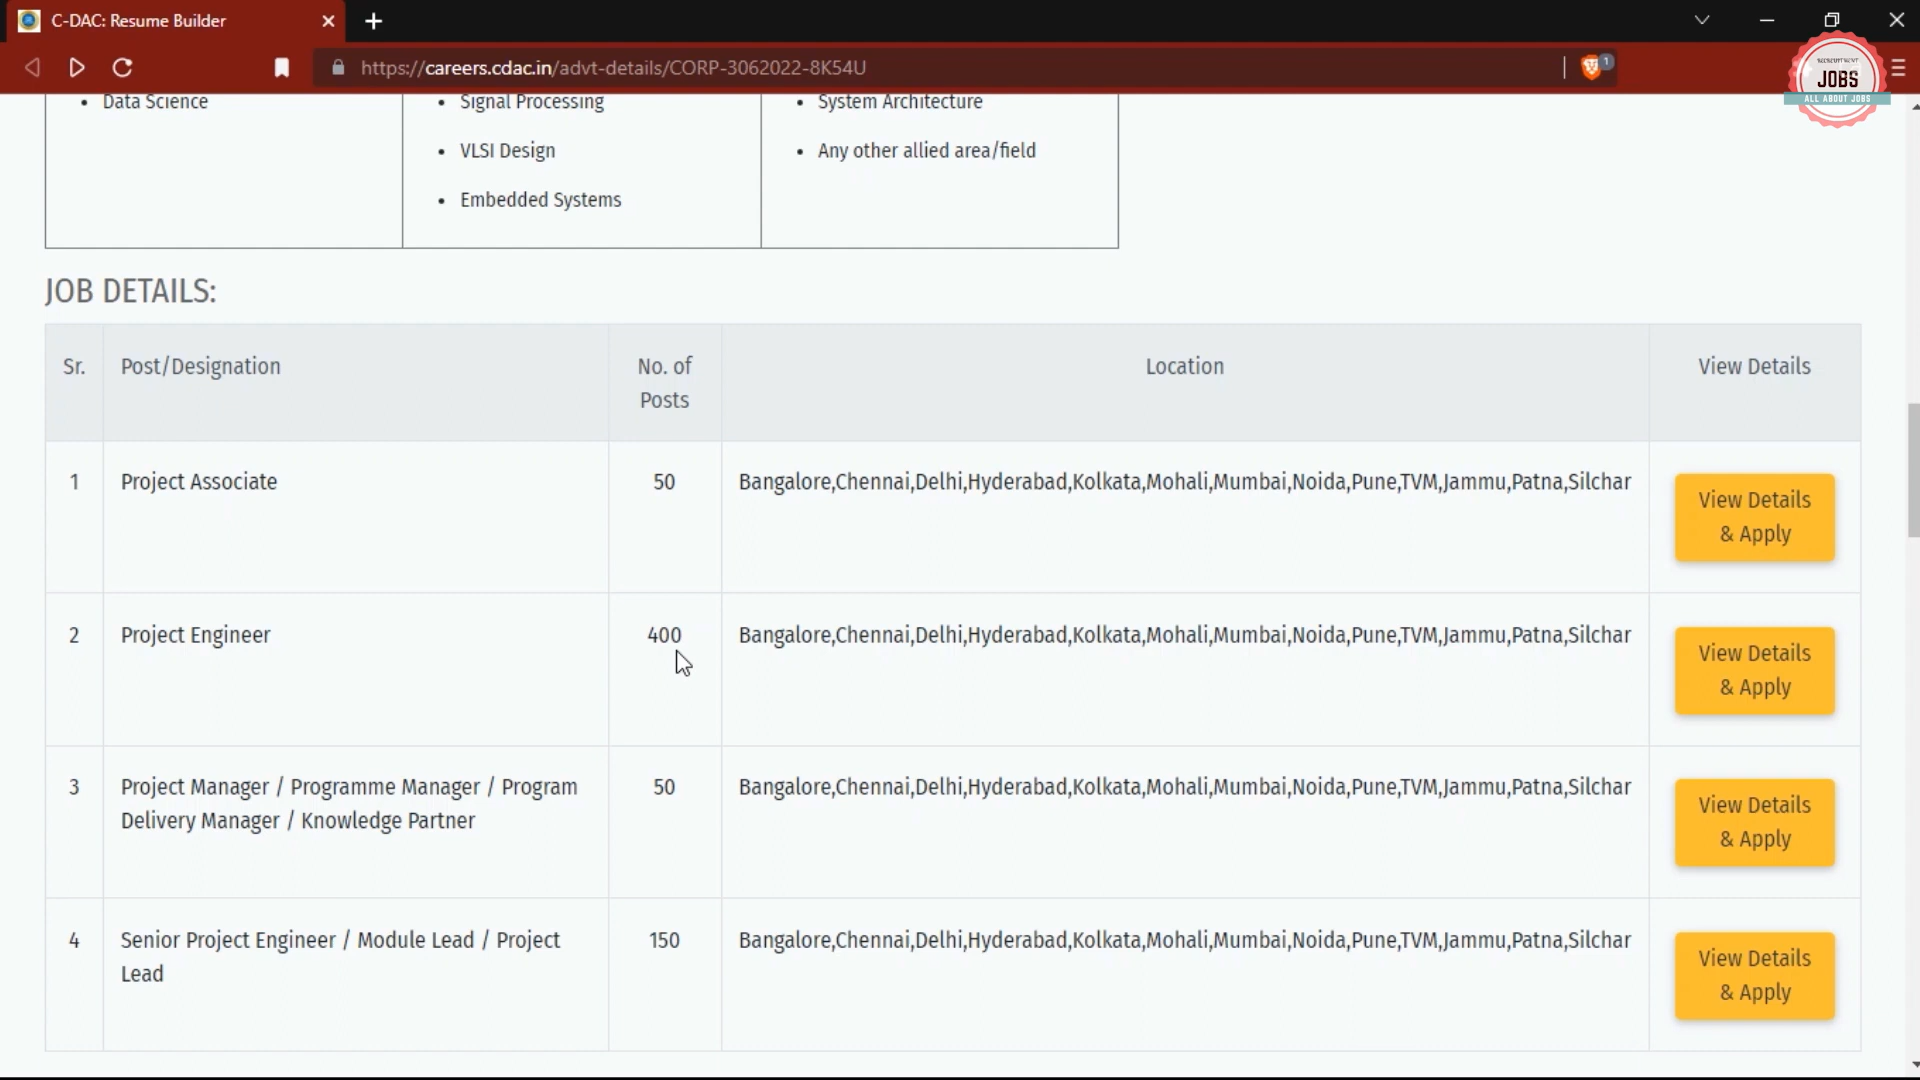 C-DAC: Resume Builder
https://careers.cdac.in/advt-details/CORP-3062022-8K54U
1
RECRUITMENT
JOBS
ALL ABOUT JOBS
• Data Science
• Signal Processing
• System Architecture
• VLSI Design
• Any other allied area/field
• Embedded Systems
JOB DETAILS:
Sr. Post/Designation No. of Location View Details
Posts
1 Project Associate 50 Bangalore,Chennai,Delhi,Hyderabad,Kolkata,Mohali,Mumbai,Noida,Pune,TVM,Jammu,Patna,Silchar
View Details
& Apply
2 Project Engineer 400 Bangalore,Chennai,Delhi,Hyderabad,Kolkata,Mohali,Mumbai,Noida,Pune,TVM,Jammu,Patna,Silchar
View Details
& Apply
3 Project Manager / Programme Manager / Program 50 Bangalore,Chennai,Delhi,Hyderabad,Kolkata,Mohali,Mumbai,Noida,Pune,TVM,Jammu,Patna,Silchar
Delivery Manager / Knowledge Partner
View Details
& Apply
4 Senior Project Engineer / Module Lead / Project 150 Bangalore,Chennai,Delhi,Hyderabad,Kolkata,Mohali,Mumbai,Noida,Pune,TVM,Jammu,Patna,Silchar
Lead
View Details
& Apply